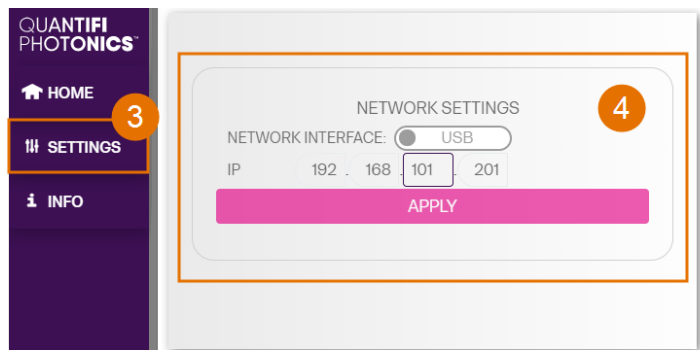 QUANTIFI
PHOTONICS™
HOME
3
SETTINGS
INFO
4
NETWORK SETTINGS
NETWORK INTERFACE: USB
IP 192 . 168 . 101 . 201
APPLY